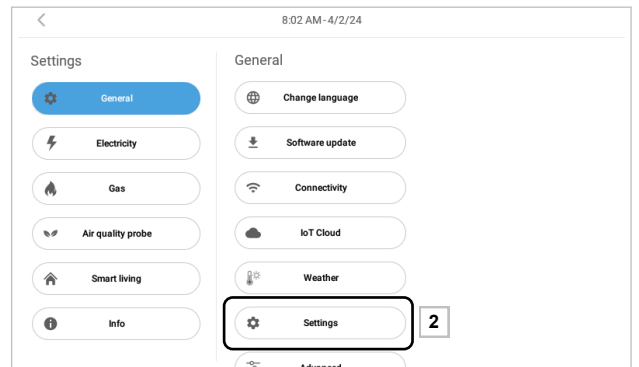 8:02 AM - 4/2/24
Settings
General
General
Electricity
Gas
Air quality probe
Smart living
Info
Change language
Software update
Connectivity
IoT Cloud
Weather
Settings
2
Advanced